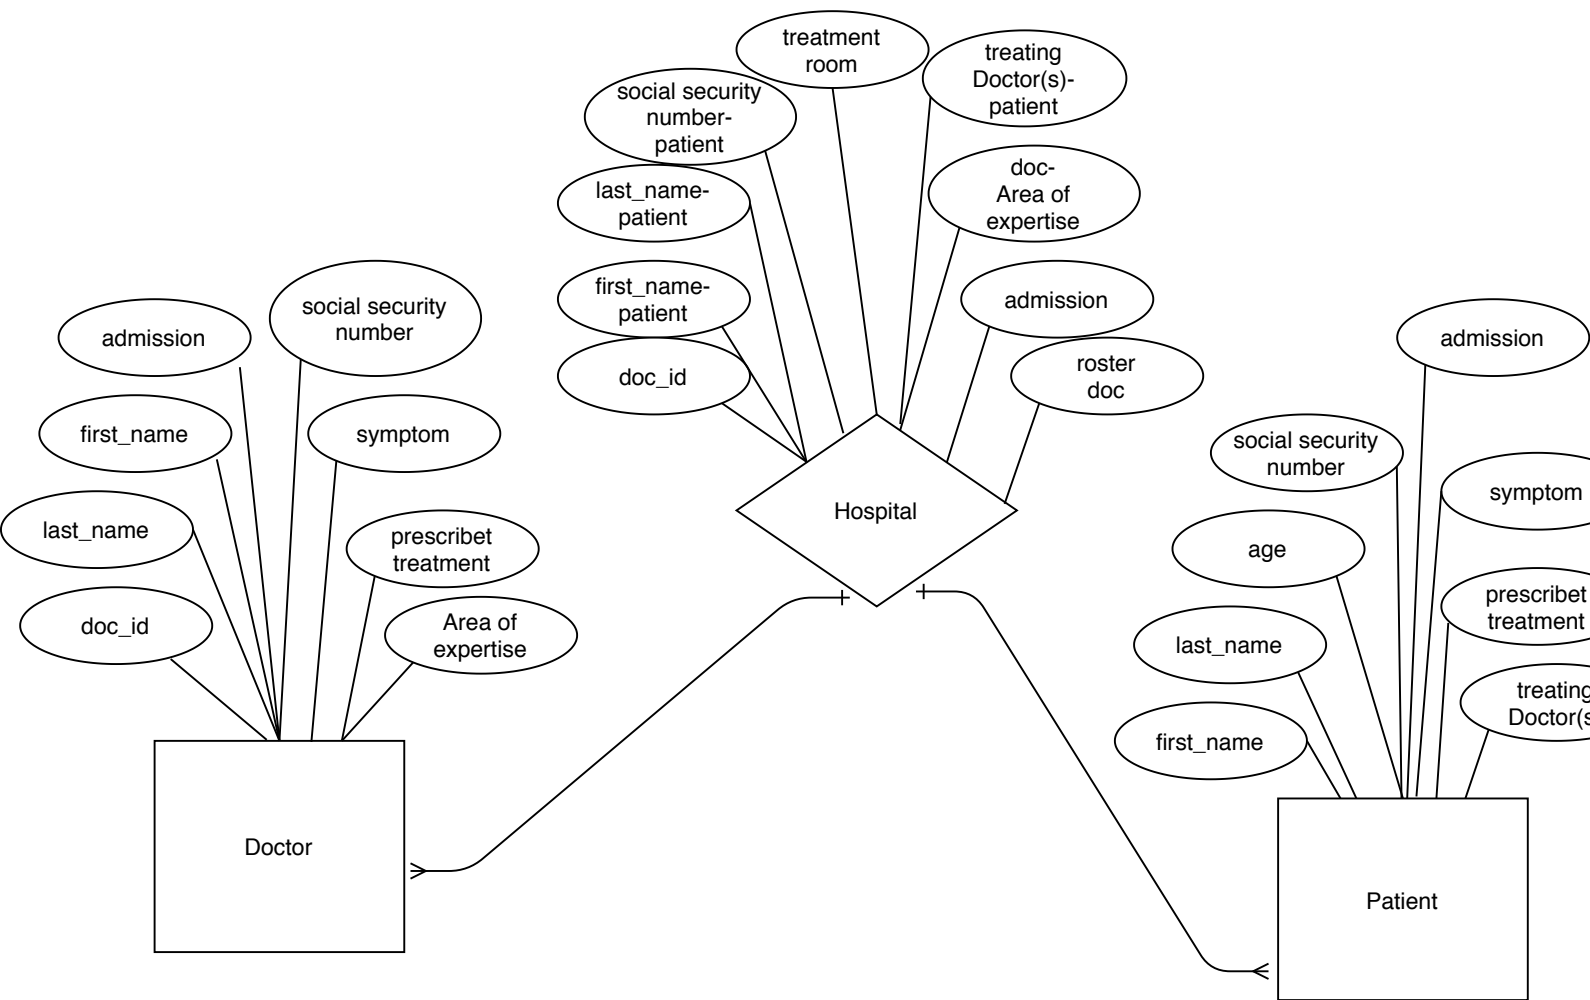 treatment
room
treating
Doctor(s)-
patient
social security
number-
patient
doc-
Area of
expertise
last_name-
patient
first_name-
patient
admission
doc_id
roster
doc
Hospital
admission
social security
number
first_name
symptom
last_name
prescribet
treatment
doc_id
Area of
expertise
Doctor
admission
social security
number
symptom
age
prescribet
treatment
last_name
treating
Doctor(s
first_name
Patient